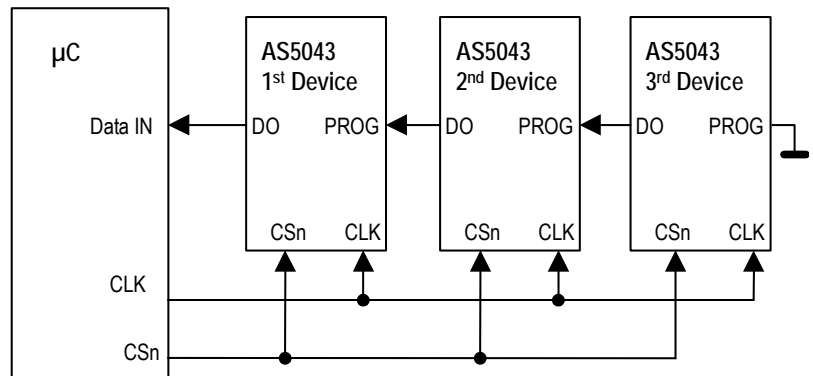 µC
AS5043
1st Device
AS5043
2nd Device
AS5043
3rd Device
Data IN
DO PROG
DO PROG
DO PROG
CSn CLK
CSn CLK
CSn CLK
CLK
CSn